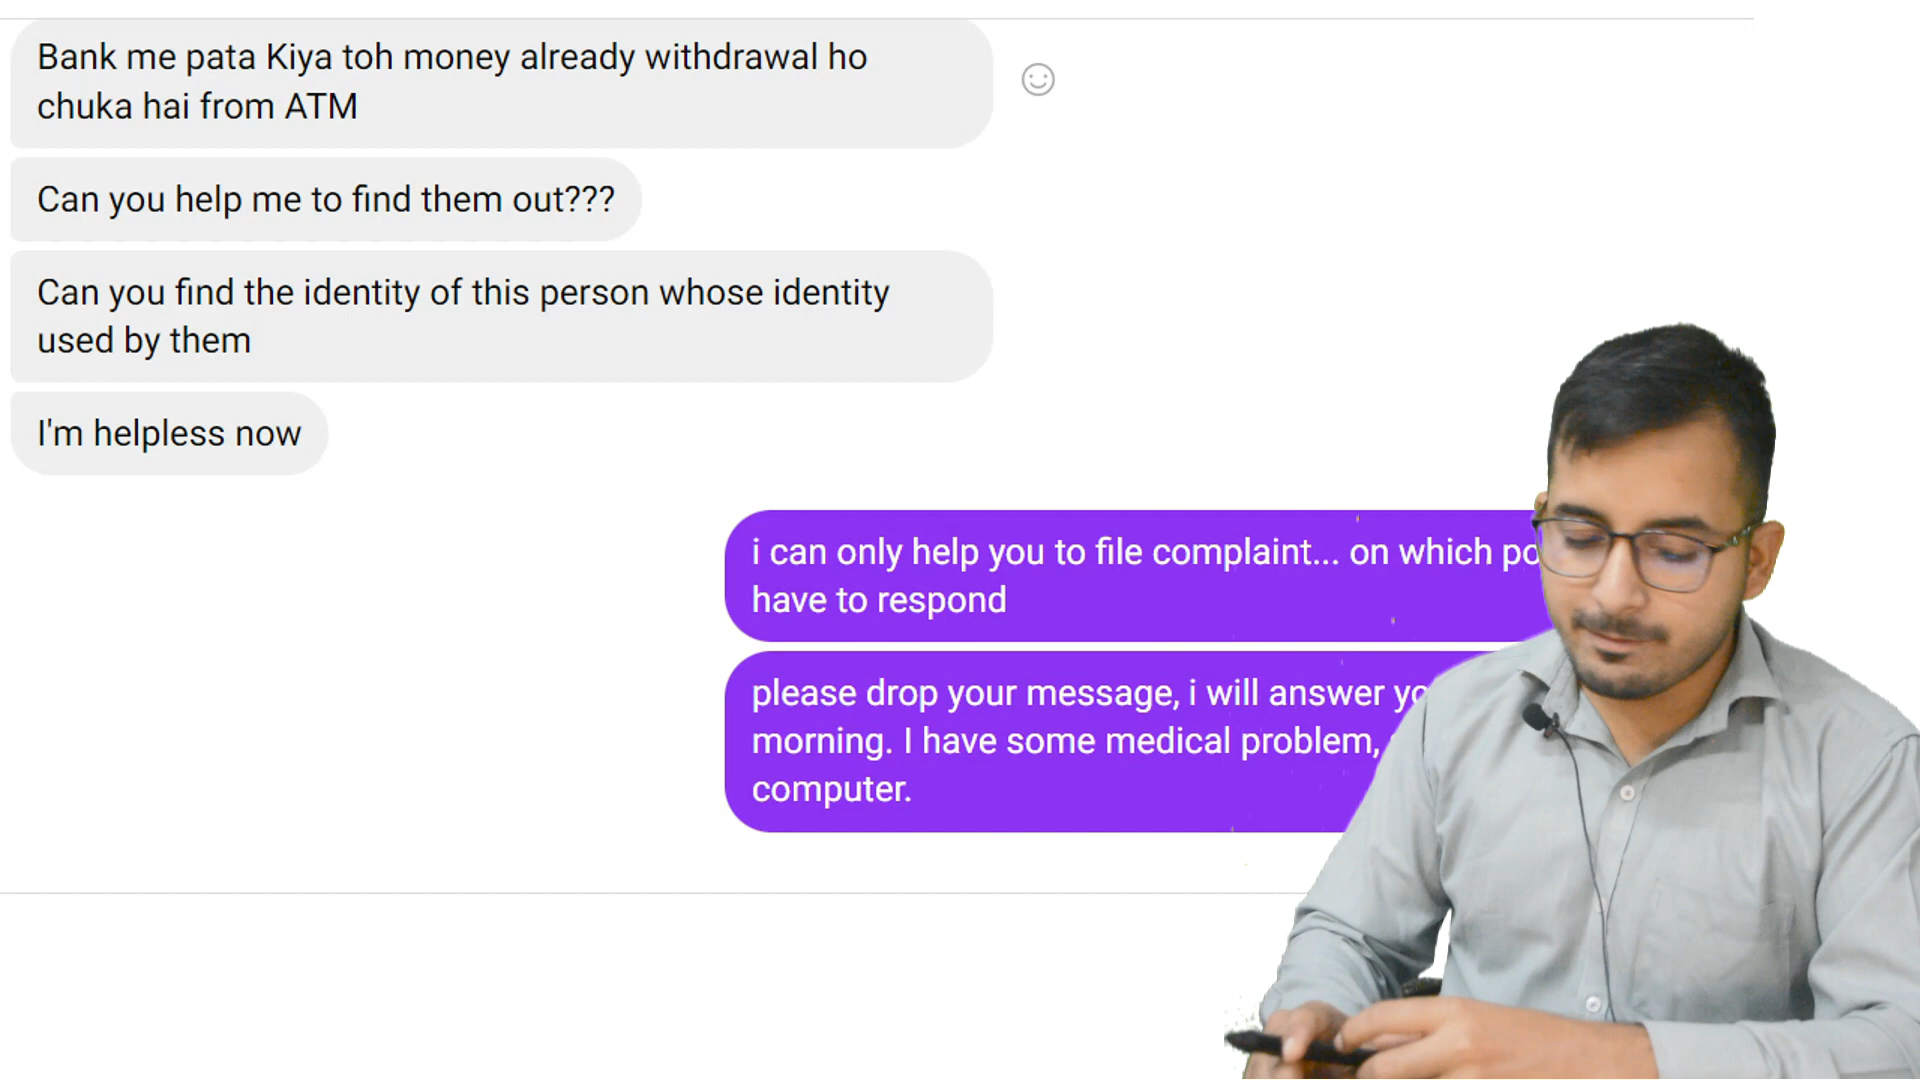 Bank me pata Kiya toh money already withdrawal ho
chuka hai from ATM
Can you help me to find them out???
Can you find the identity of this person whose identity
used by them
I'm helpless now
i can only help you to file complaint... on which
have to respond
please drop your message, i will answer
morning. I have some medical problem,
computer.